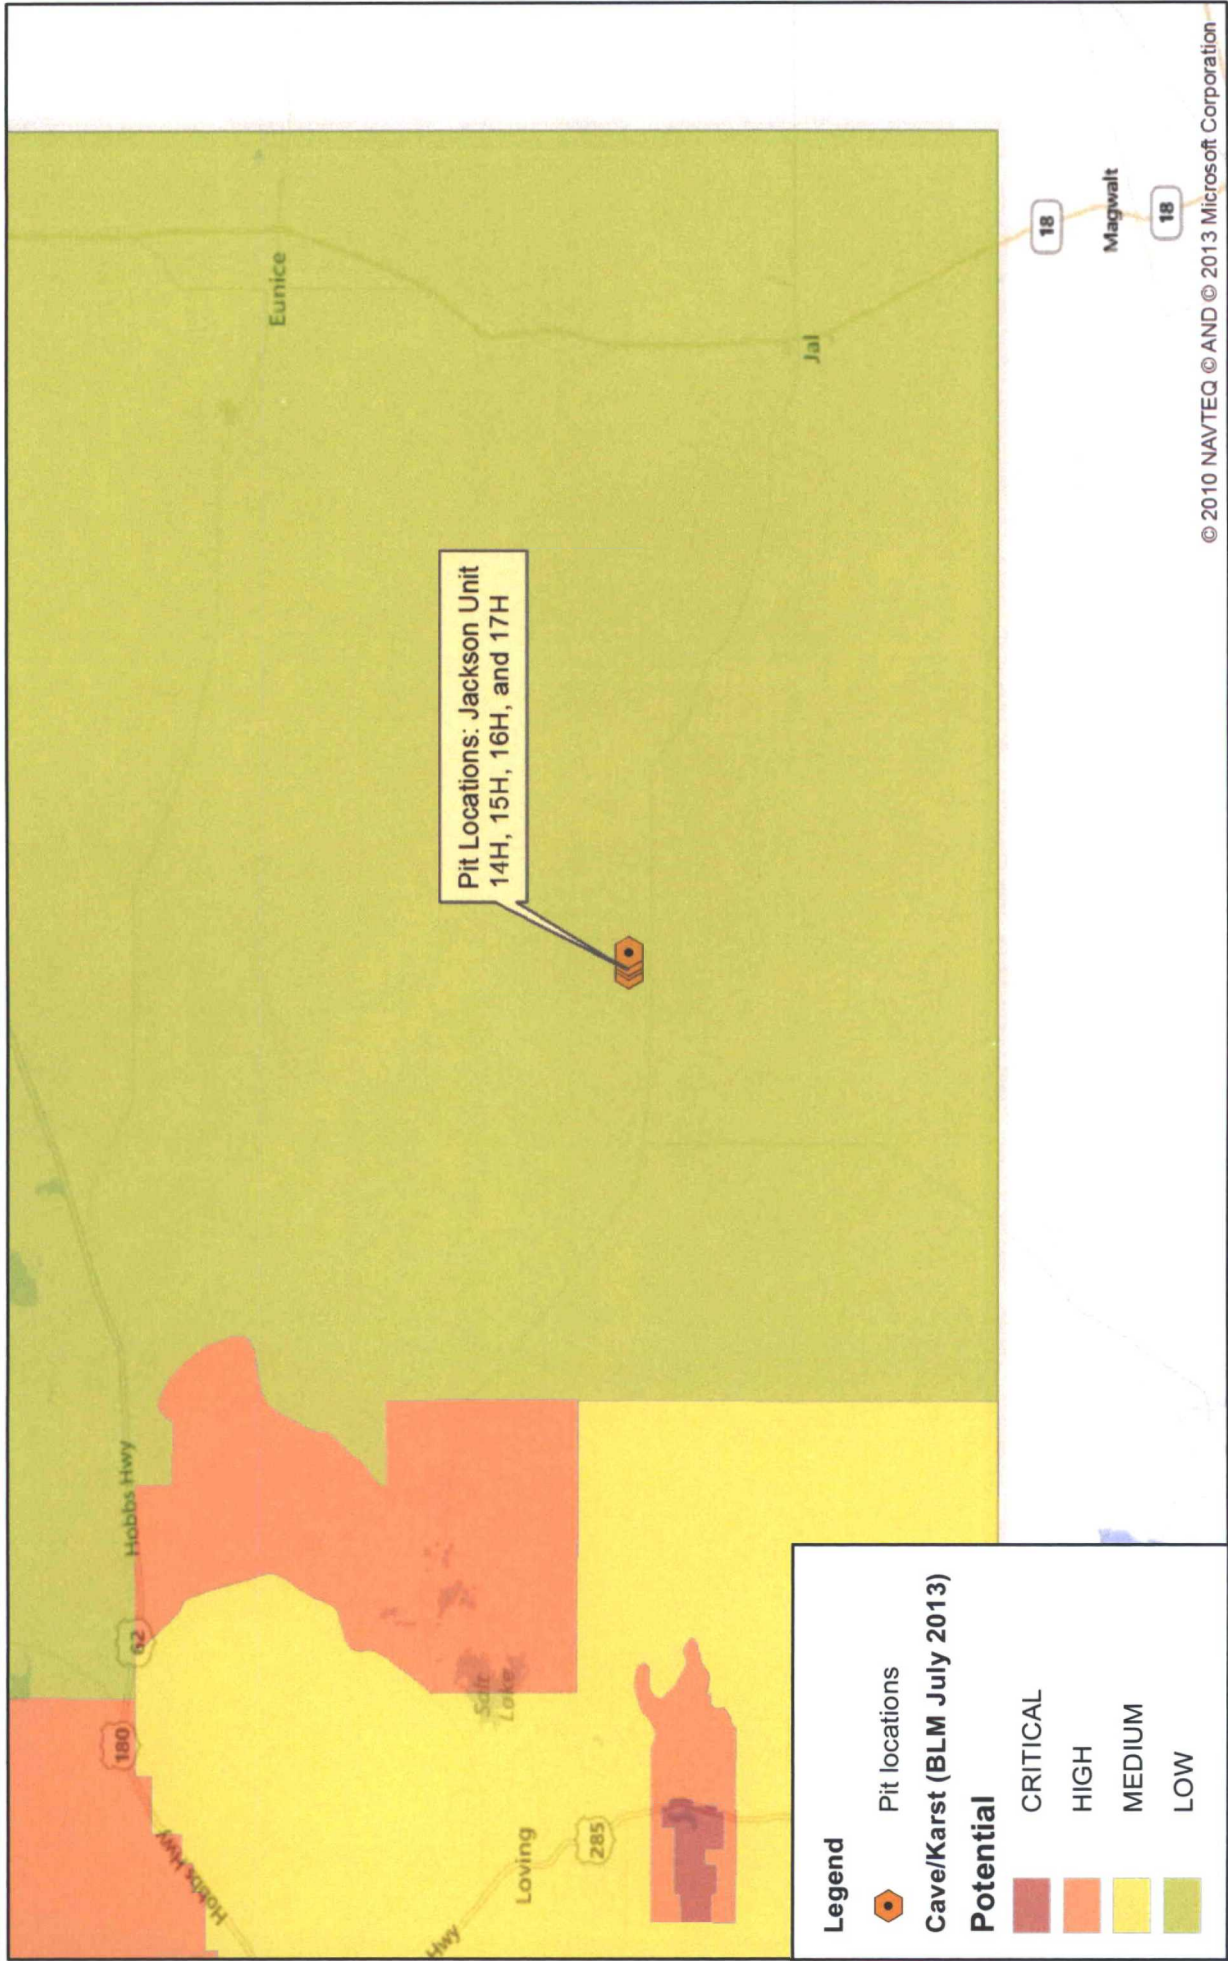 Hobbs Hwy
180
62
Hobbs Hwy
Hobbs Hwy
Hwy
Loving
285
Salt
Lake
Eunice
Jal
18
Magwalt
18
Pit Locations: Jackson Unit
14H, 15H, 16H, and 17H
Legend
Pit locations
Cave/Karst (BLM July 2013)
Potential
CRITICAL
HIGH
MEDIUM
LOW
© 2010 NAVTEQ © AND © 2013 Microsoft Corporation